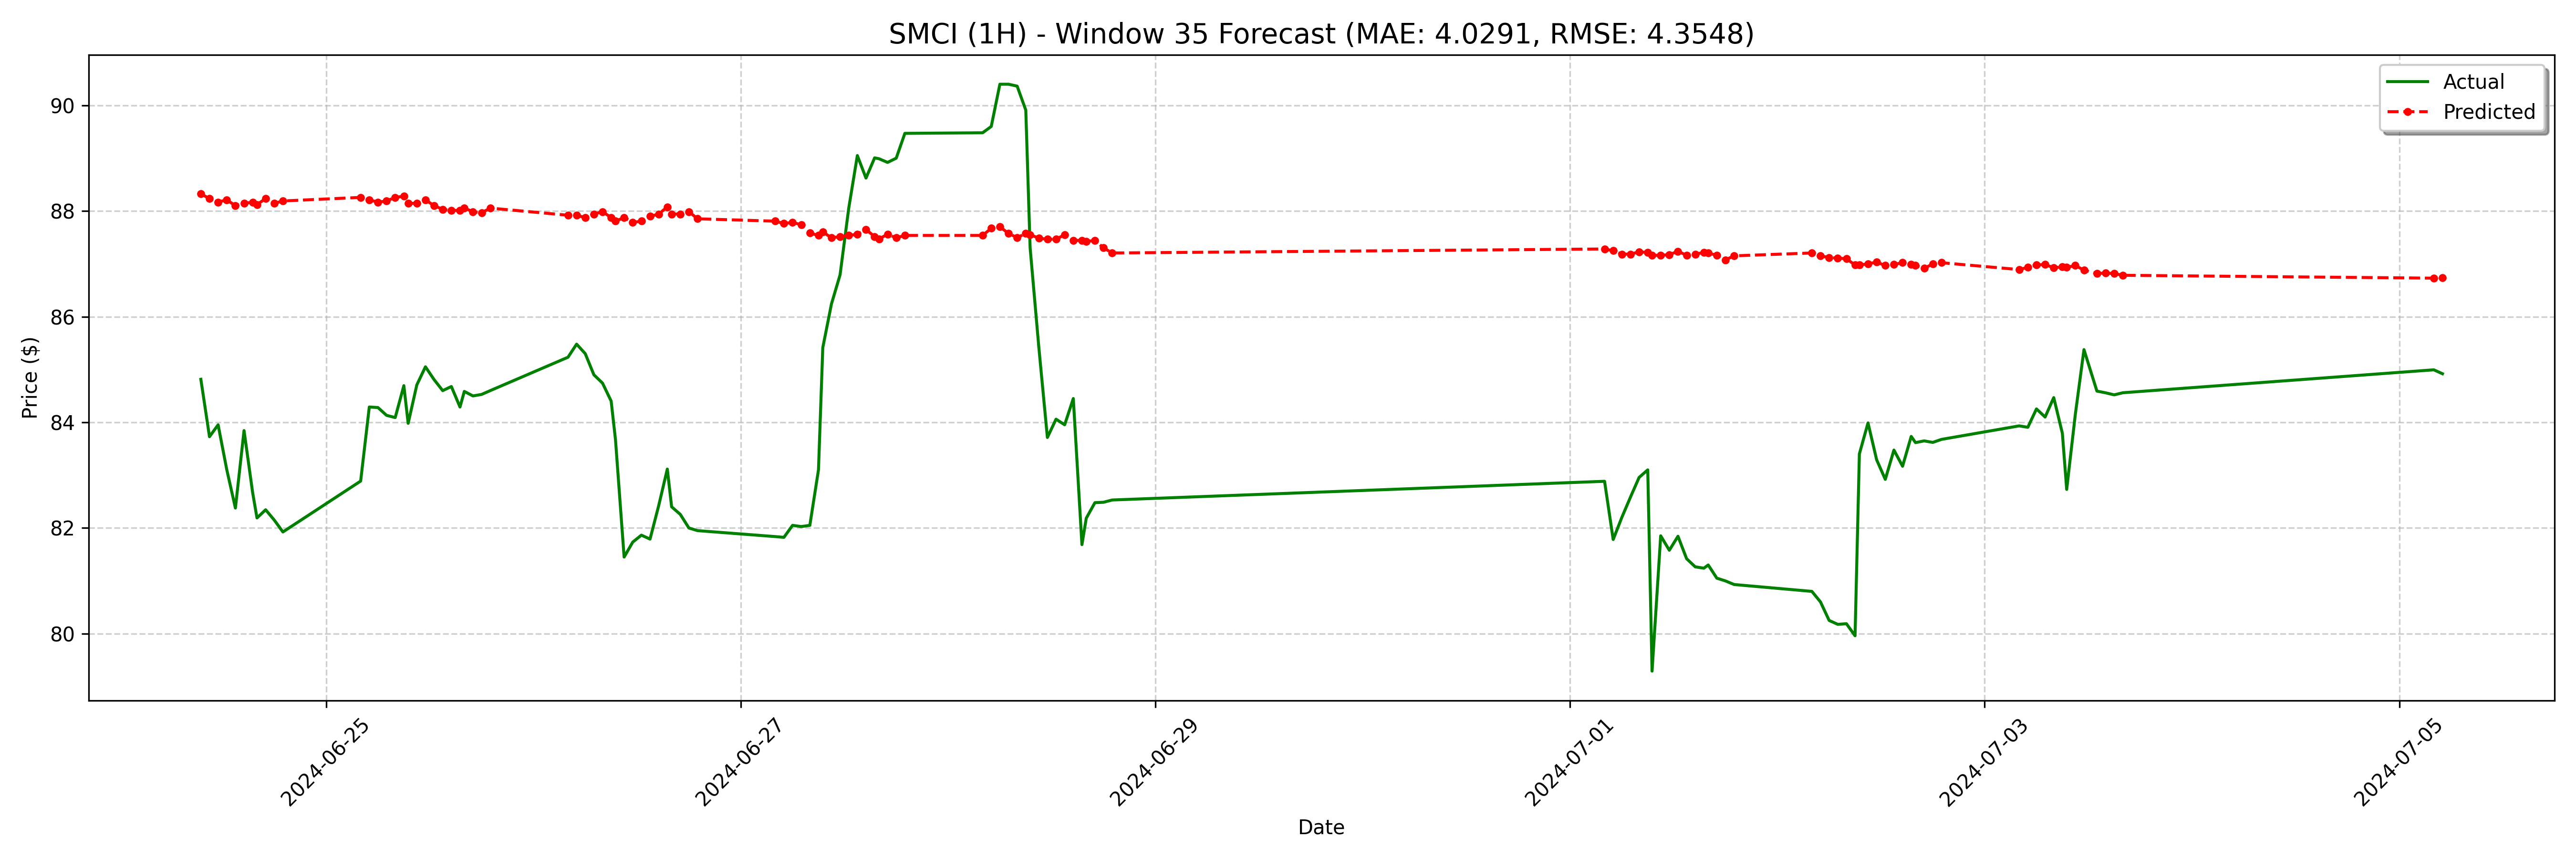 SMCI (1H) - Window 35 Forecast (MAE: 4.0291, RMSE: 4.3548)
Actual
Predicted
Price ($)
90
88
86
84
82
80
2024-06-25
2024-06-27
2024-06-29
2024-07-01
2024-07-03
2024-07-05
Date